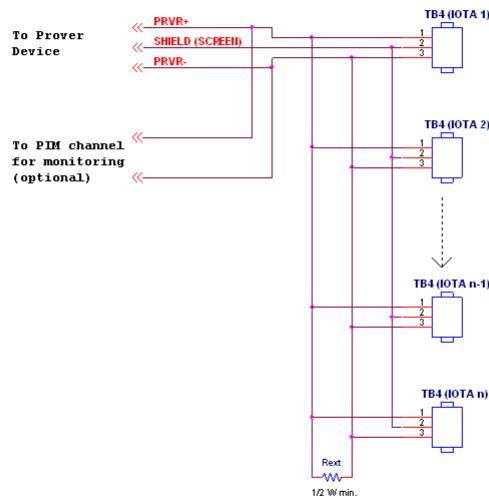 TB4 (IOTA 1)
PRVR+
To Prover
Device
SHIELD (SCREEN)
PRVR-
1
2
3
TB4 (IOTA 2)
1
2
3
To PIM channel
for monitoring
(optional)
TB4 (IOTA n-1)
1
2
3
TB4 (IOTA n)
1
2
3
Rext
1/2 W min.